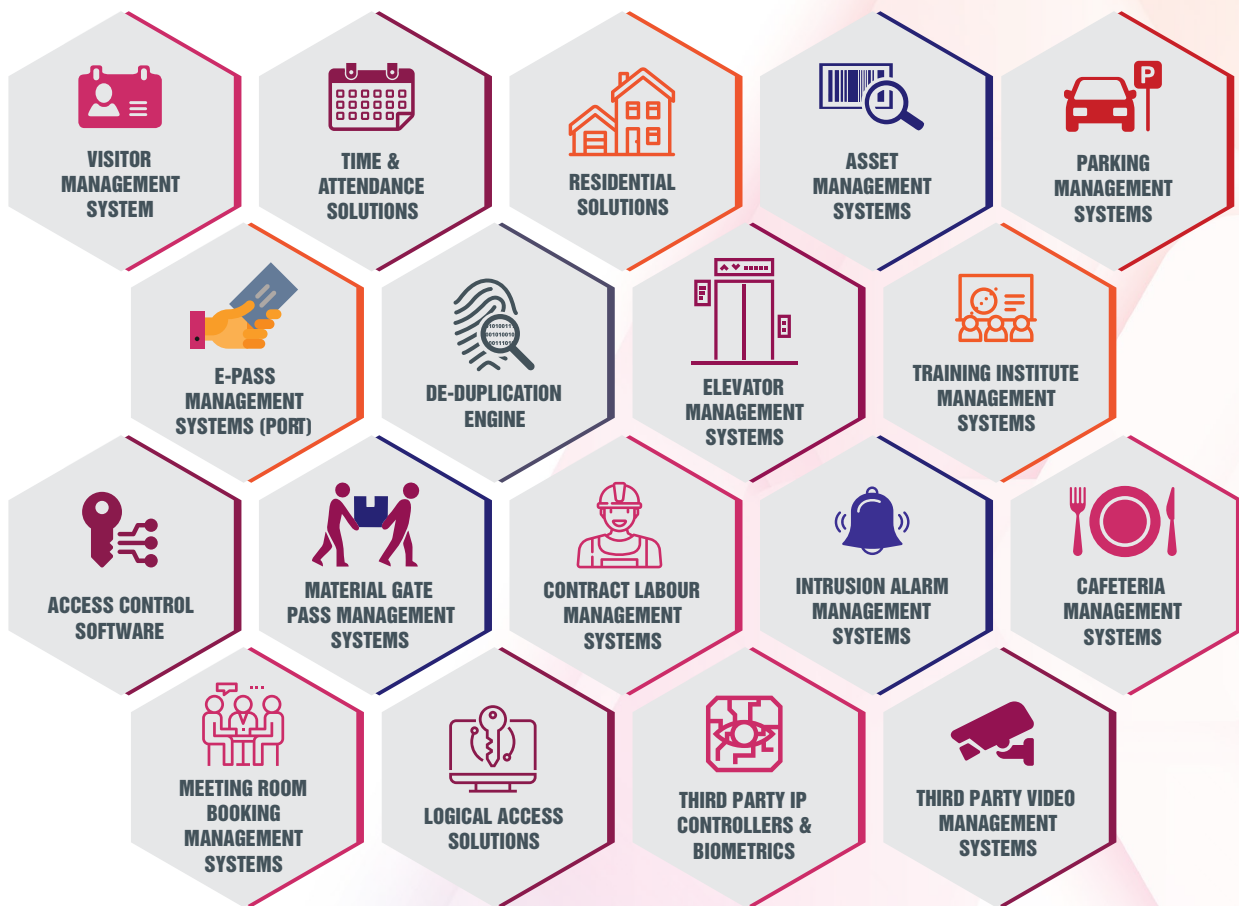 VISITOR
MANAGEMENT
SYSTEM
TIME &
ATTENDANCE
SOLUTIONS
RESIDENTIAL
SOLUTIONS
ASSET
MANAGEMENT
SYSTEMS
P
PARKING
MANAGEMENT
SYSTEMS
E-PASS
MANAGEMENT
SYSTEMS (PORT)
01010011
001010010
0011101
DE-DUPLICATION
ENGINE
ELEVATOR
MANAGEMENT
SYSTEMS
TRAINING INSTITUTE
MANAGEMENT
SYSTEMS
ACCESS CONTROL
SOFTWARE
MATERIAL GATE
PASS MANAGEMENT
SYSTEMS
CONTRACT LABOUR
MANAGEMENT
SYSTEMS
INTRUSION ALARM
MANAGEMENT
SYSTEMS
CAFETERIA
MANAGEMENT
SYSTEMS
MEETING ROOM
BOOKING
MANAGEMENT
SYSTEMS
LOGICAL ACCESS
SOLUTIONS
THIRD PARTY IP
CONTROLLERS &
BIOMETRICS
THIRD PARTY VIDEO
MANAGEMENT
SYSTEMS